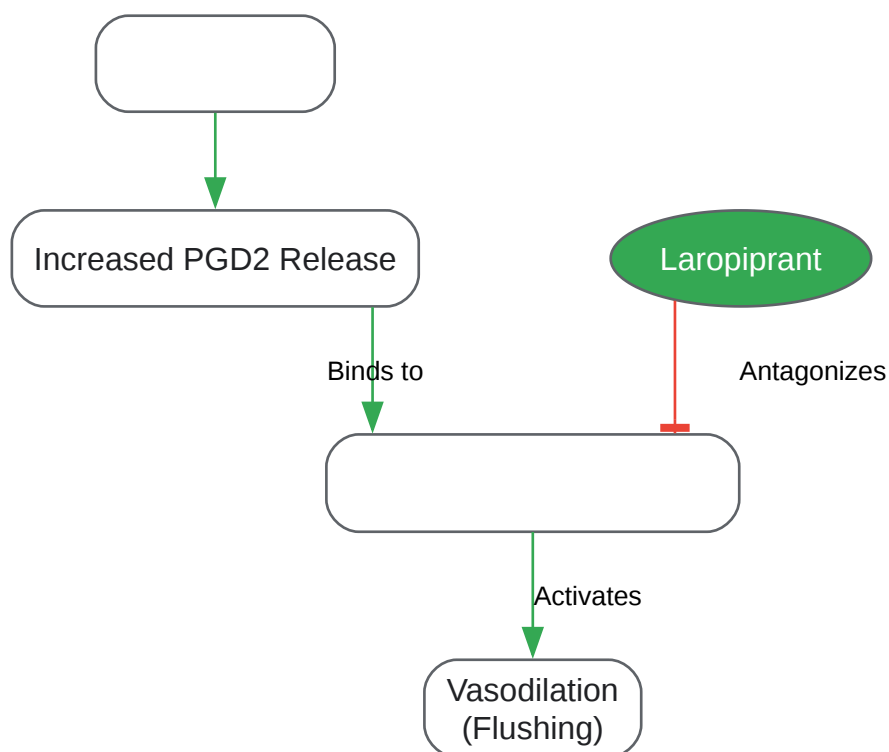 Increased PGD2 Release
Laropiprant
Binds to
Antagonizes
Activates
Vasodilation
(Flushing)